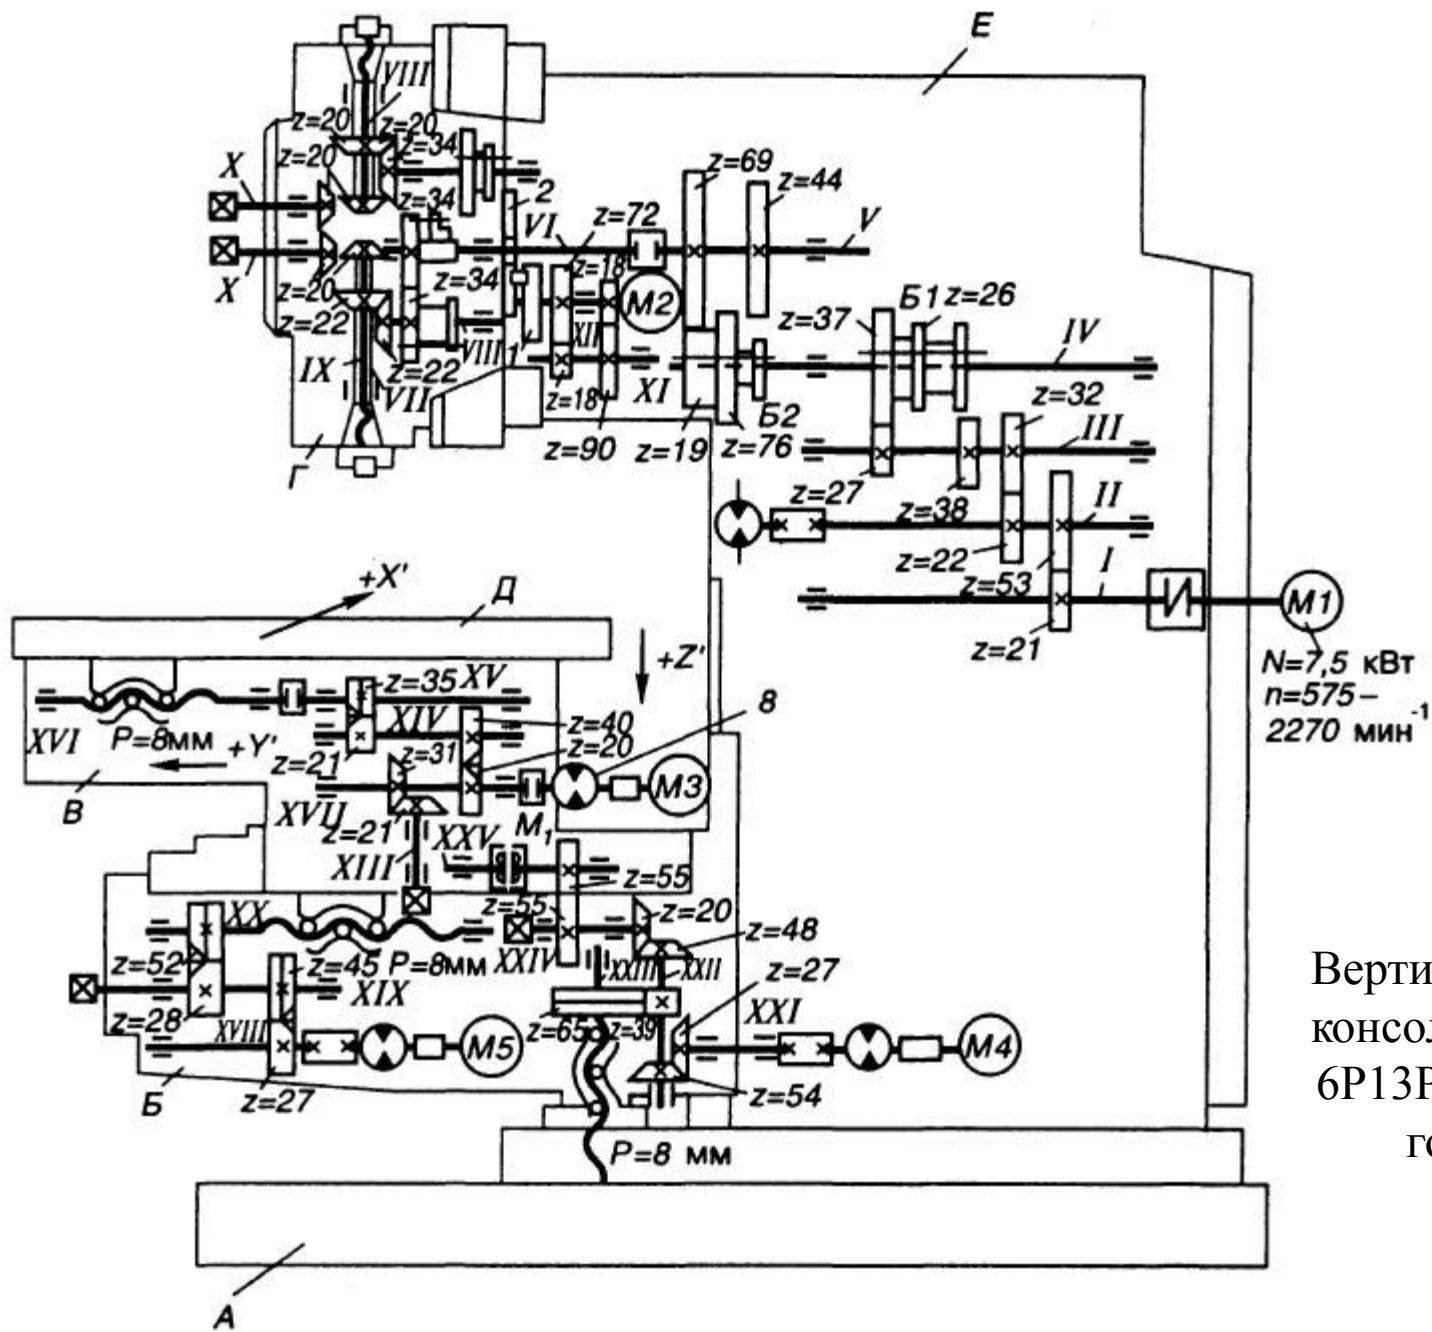 E
VIII
z=20
z=20
z=34
z=20
X
z=34
2
VI
z=72
z=69
z=44
V
X
z=20
z=34
z=18
M2
z=22
IX
VII
z=22
VIII
1
XII
z=18
z=90
XI
z=19
Б2
z=76
z=37
Б1
z=26
IV
z=32
III
Г
z=27
z=38
II
z=22
z=53
I
z=21
M1
N=7,5 кВт
n=575–
2270 мин⁻¹
+X'
Д
+Z'
z=35
XV
XVI
P=8мм
XIV
z=40
z=20
8
+Y'
z=21
z=31
M3
В
XVII
z=21
XIII
XXV
M₁
z=55
XX
z=55
z=20
z=48
z=52
z=45
P=8мм
XXIV
XXIII
XXII
z=27
XIX
z=28
XVIII
z=65
z=39
XXI
M5
M4
Б
z=27
z=54
P=8 мм
А
Верти
консол
6Р13Р
го